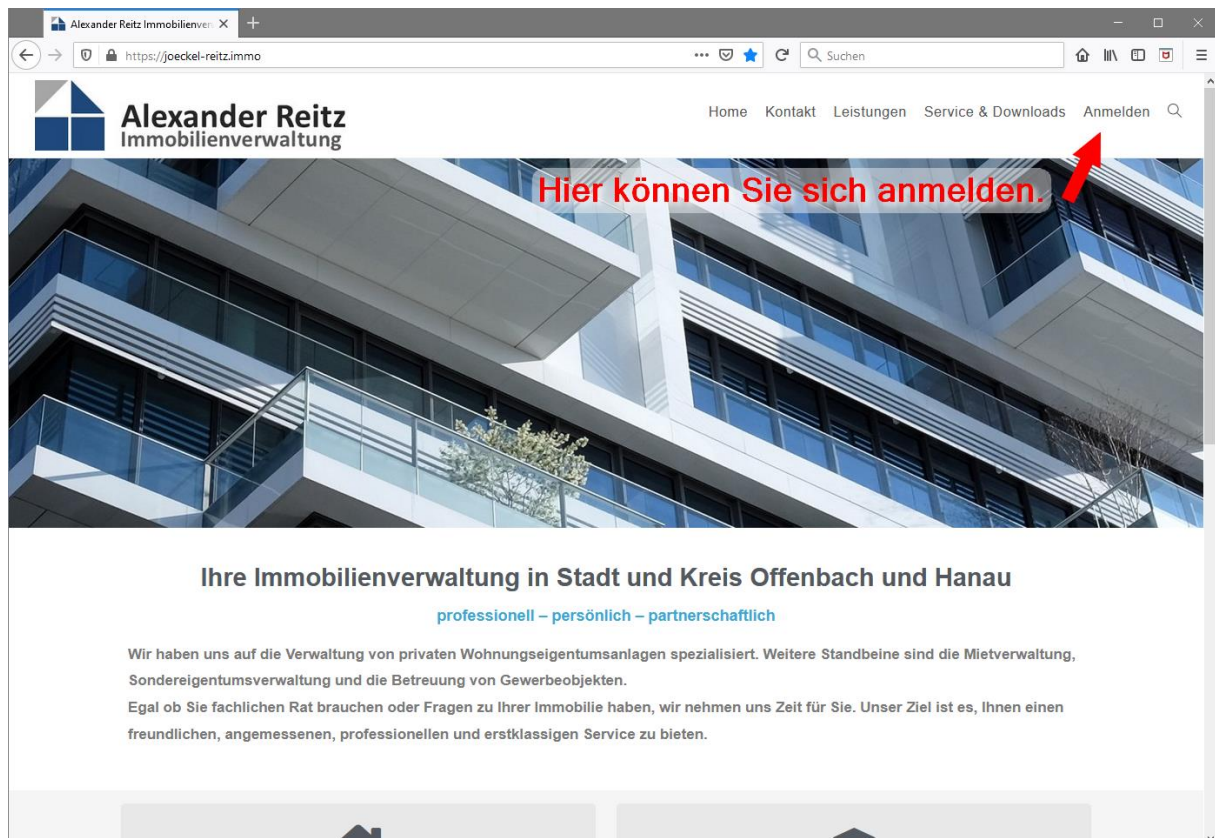 Alexander Reitz Immobilienver
https://joeckel-reitz.immo
Suchen
Alexander Reitz
Immobilienverwaltung
Home Kontakt Leistungen Service & Downloads Anmelden
Hier können Sie sich anmelden.
Ihre Immobilienverwaltung in Stadt und Kreis Offenbach und Hanau
professionell – persönlich – partnerschaftlich
Wir haben uns auf die Verwaltung von privaten Wohnungseigentumsanlagen spezialisiert. Weitere Standbeine sind die Mietverwaltung,
Sondereigentumsverwaltung und die Betreuung von Gewerbeobjekten.
Egal ob Sie fachlichen Rat brauchen oder Fragen zu Ihrer Immobilie haben, wir nehmen uns Zeit für Sie. Unser Ziel ist es, Ihnen einen
freundlichen, angemessenen, professionellen und erstklassigen Service zu bieten.